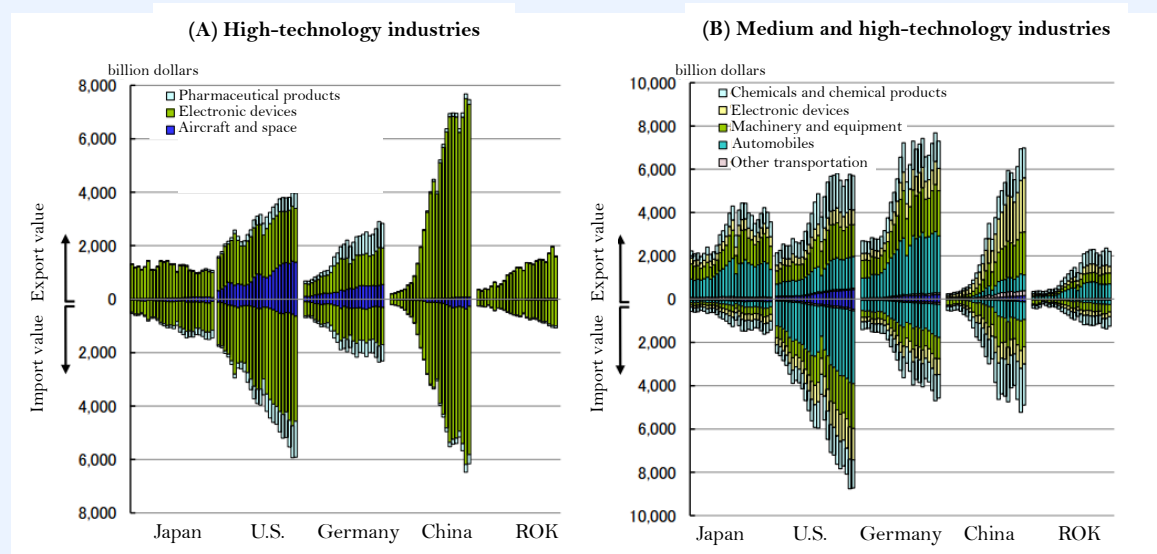 (A) High-technology industries
billion dollars
8,000
6,000
4,000
2,000
0
2,000
4,000
6,000
8,000
Pharmaceutical products
Electronic devices
Aircraft and space
Export value
Import value
Japan
U.S.
Germany
China
ROK
(B) Medium and high-technology industries
billion dollars
10,000
8,000
6,000
4,000
2,000
0
2,000
4,000
6,000
8,000
10,000
Chemicals and chemical products
Electronic devices
Machinery and equipment
Automobiles
Other transportation
Export value
Import value
Japan
U.S.
Germany
China
ROK